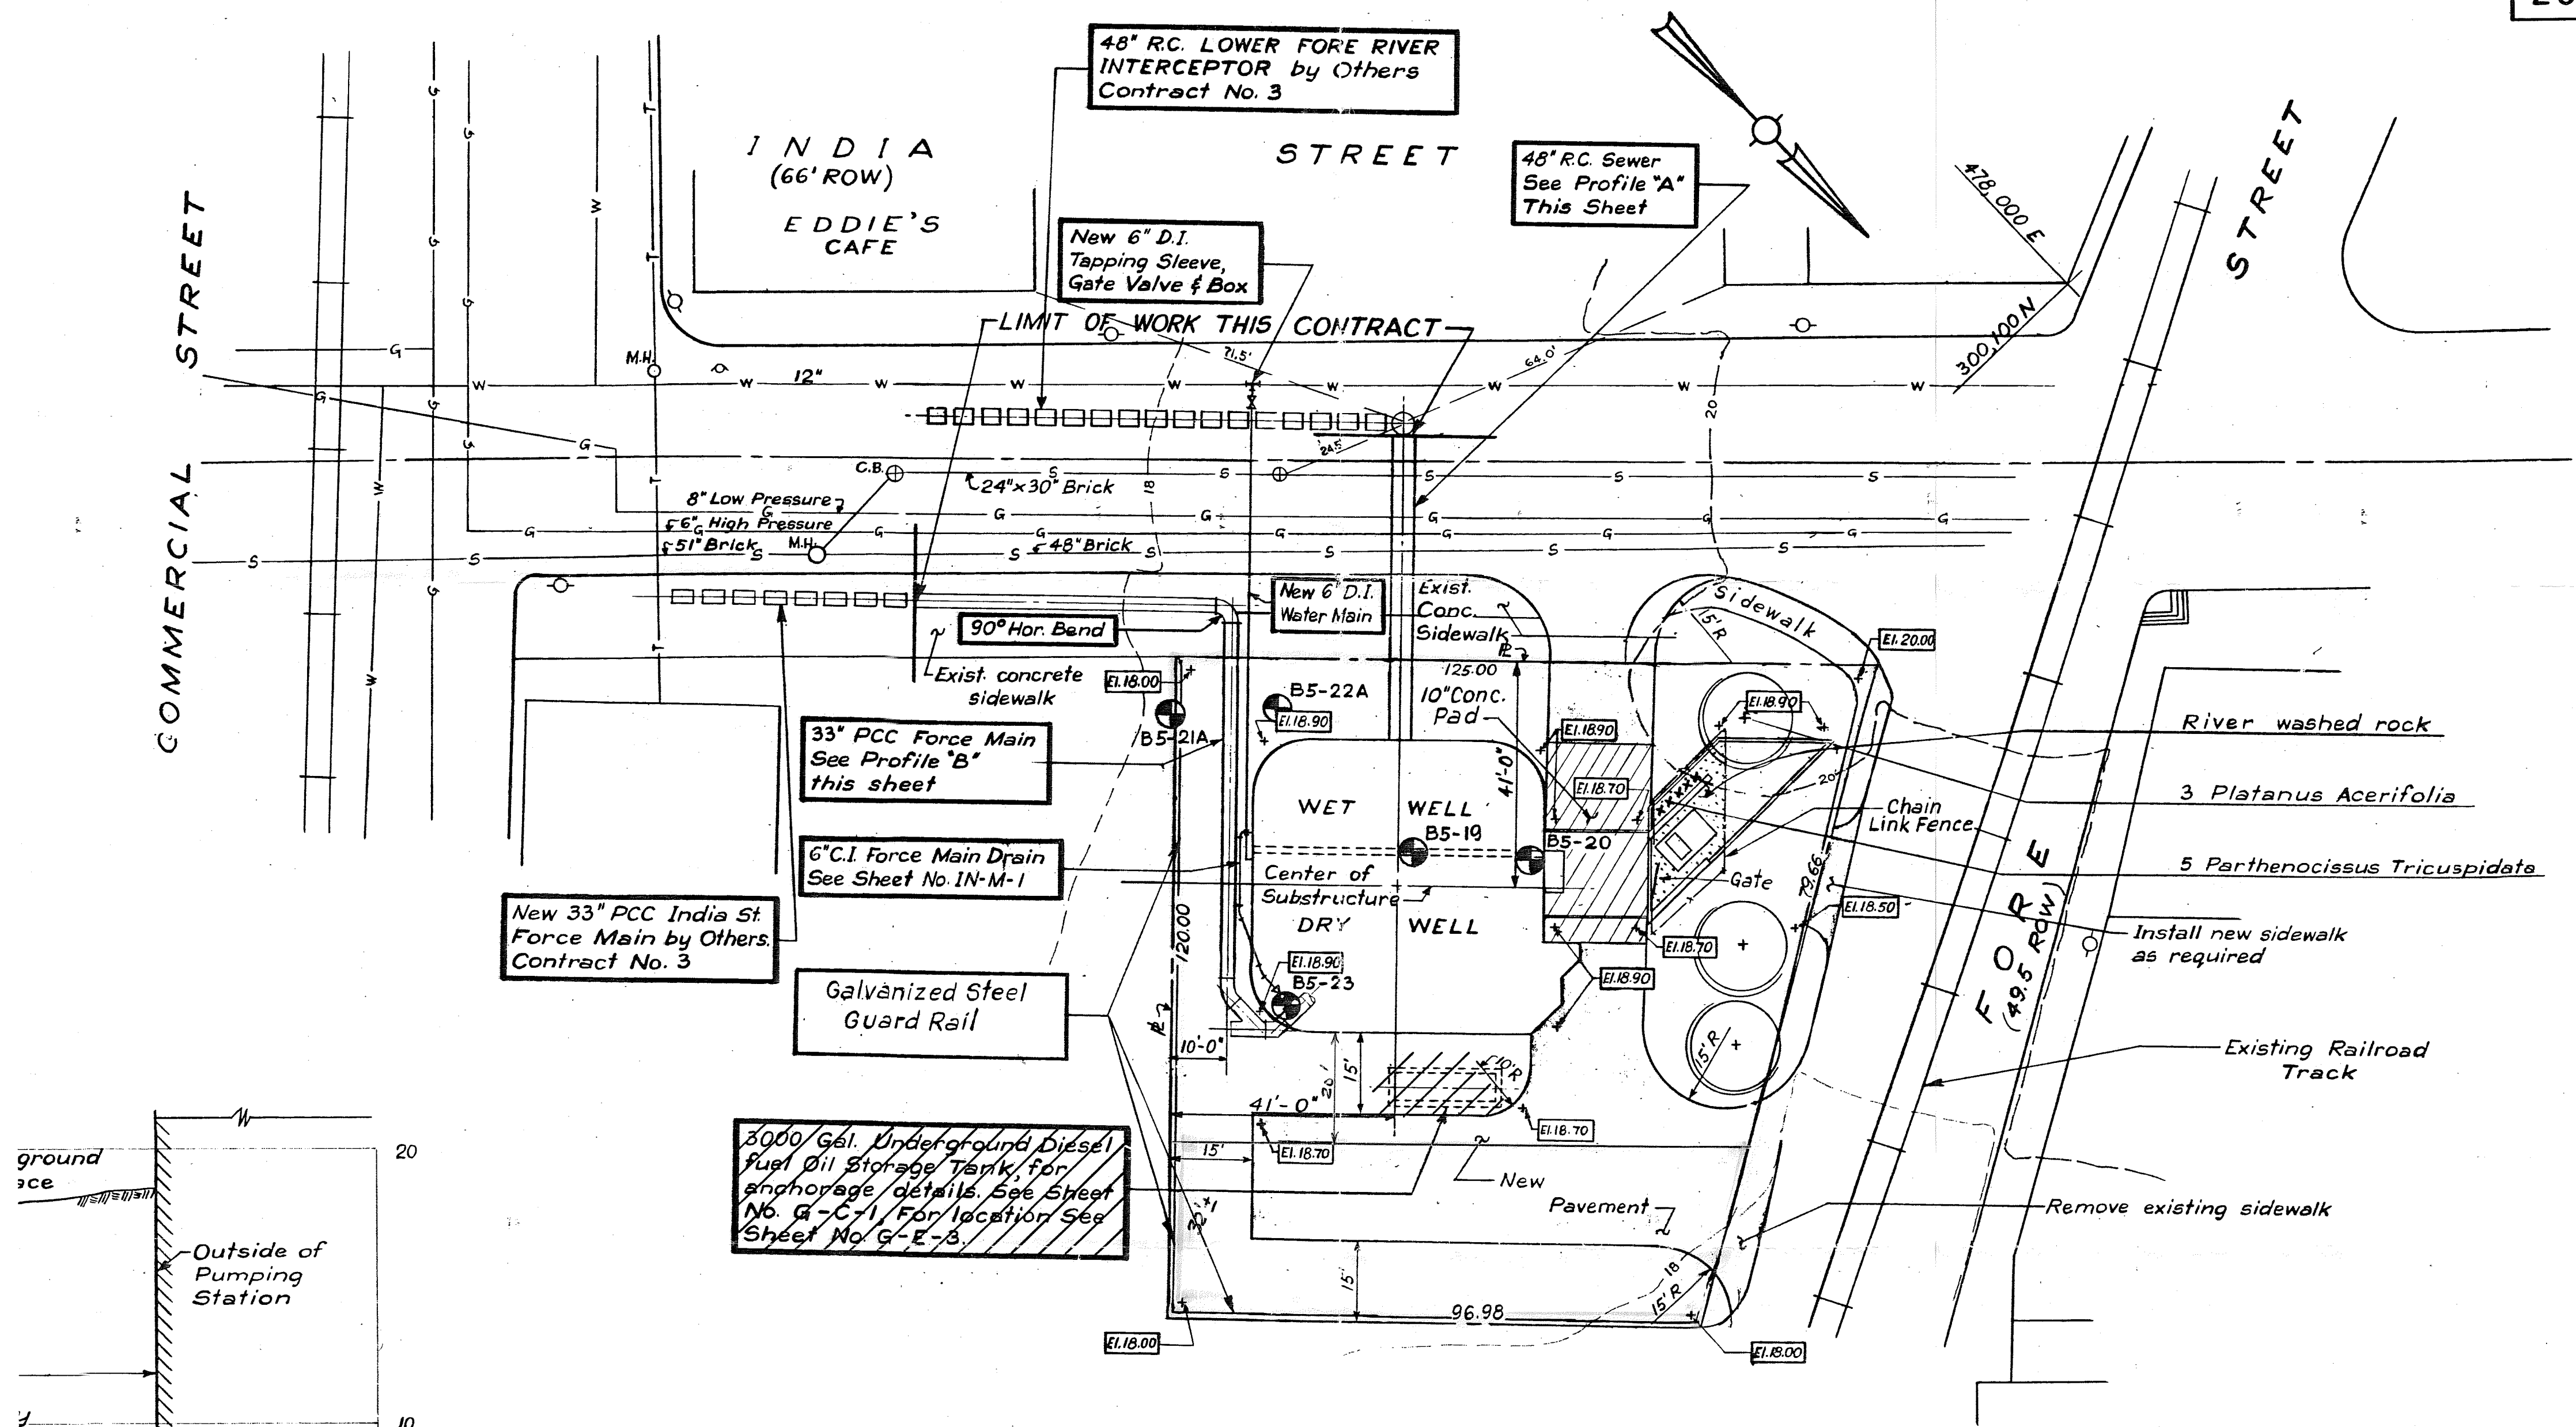 48" R.C. LOWER FORE RIVER
INTERCEPTOR by Others
Contract No. 3
INDIA
(66' ROW)
STREET
EDDIE'S
CAFE
48" R.C. Sewer
See Profile "A"
This Sheet
New 6" D.I.
Tapping Sleeve,
Gate Valve & Box
478,000 E
300,100 N
STREET
COMMERCIAL STREET
LIMIT OF WORK THIS CONTRACT
71.5'
64.0'
M.H.
12"
20
24.5'
C.B.
24"x30" Brick
18
8" Low Pressure
6" High Pressure
51" Brick
M.H.
48" Brick
New 6" D.I.
Water Main
Exist.
Conc.
Sidewalk
Sidewalk
15' R
90° Hor. Bend
El. 20.00
Exist. concrete
sidewalk
El. 18.00
125.00
B5-22A
El. 18.90
B5-21A
10" Conc.
Pad
El. 18.90
El. 18.90
River washed rock
33" PCC Force Main
See Profile "B"
this sheet
41'-0"
El. 18.70
20'
3 Platanus Acerifolia
WET WELL
Chain
Link Fence
B5-19
B5-20
6" C.I. Force Main Drain
See Sheet No. IN-M-1
Center of
Substructure
Gate
5 Parthenocissus Tricuspidata
79.66
El. 18.50
DRY WELL
120.00
New 33" PCC India St.
Force Main by Others.
Contract No. 3
El. 18.70
FORE
(49.5 ROW)
Install new sidewalk
as required
El. 18.90
B5-23
El. 18.90
Galvanized Steel
Guard Rail
10'-0"
15' R
Existing Railroad
Track
20'
15'
10' R
41'-0"
El. 18.70
El. 18.70
3000 Gal. Underground Diesel
fuel Oil Storage Tank, for
anchorage details. See Sheet
No. G-C-1, For location See
Sheet No. G-E-3.
15'
New
Pavement
Remove existing sidewalk
15'
18
15' R
96.98
El. 18.00
El. 18.00
ground
20
Outside of
Pumping
Station
10